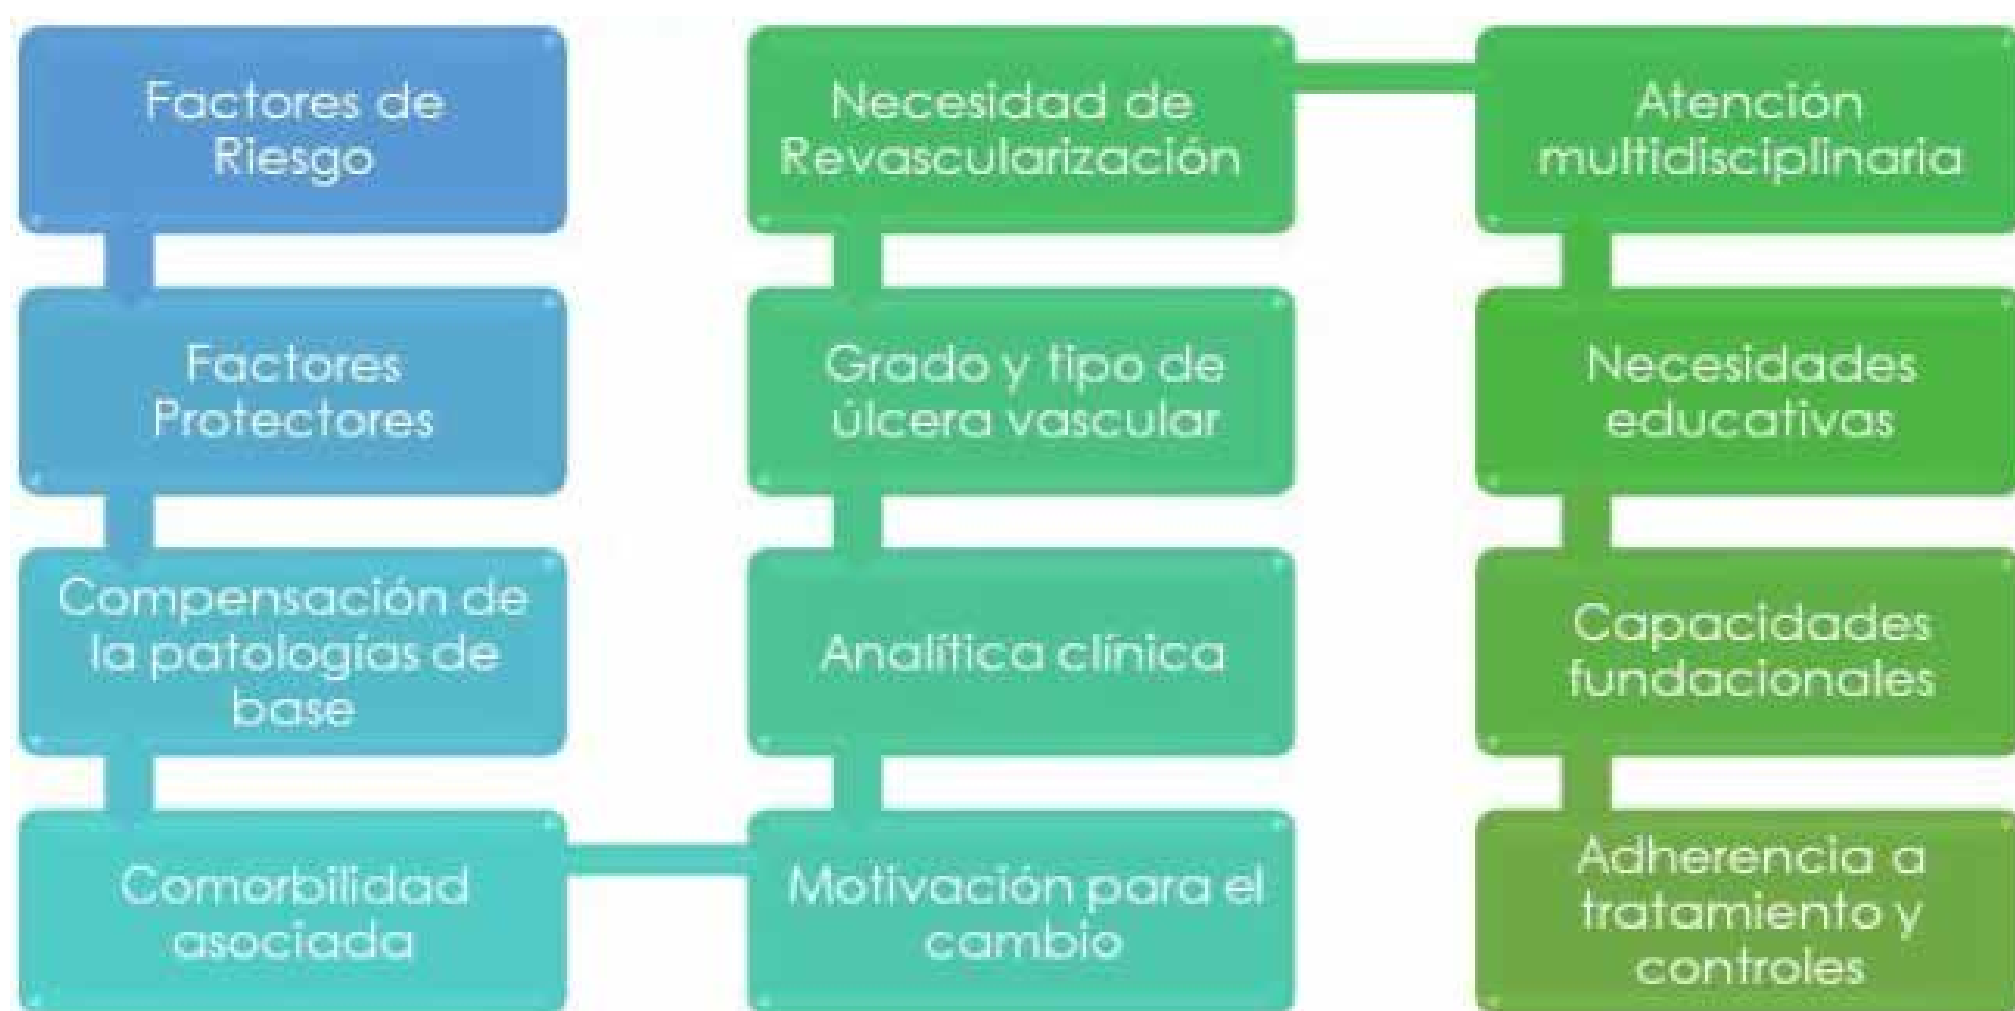 Factores de
Riesgo
Factores
Protectores
Compensación de
la patologías de
base
Comorbilidad
asociada
Motivación para el
cambio
Analítica clínica
Grado y tipo de
úlcera vascular
Necesidad de
Revascularización
Atención
multidisciplinaria
Necesidades
educativas
Capacidades
fundacionales
Adherencia a
tratamiento y
controles